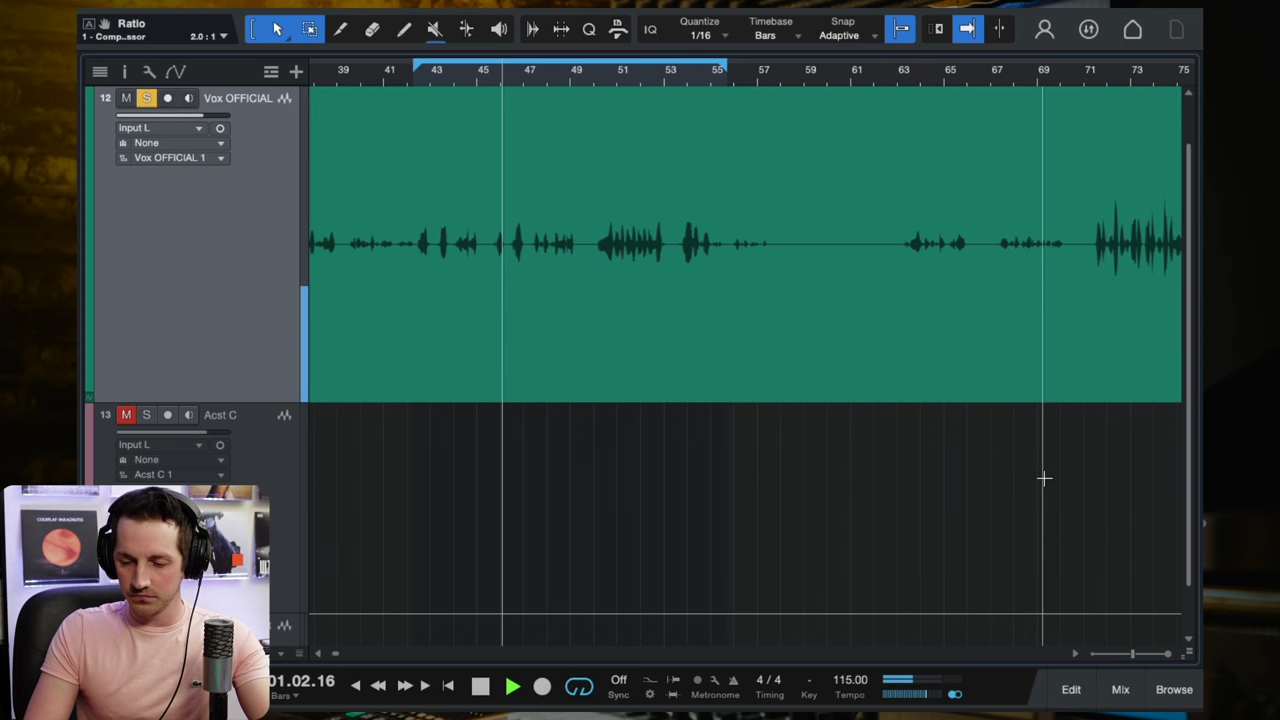 A Ratio
1 - Comp..ssor 2.0 : 1
IQ
Quantize
1/16
Timebase
Bars
Snap
Adaptive
39 41 43 45 47 49 51 53 55 57 59 61 63 65 67 69 71 73 75
12 M S Vox OFFICIAL
Input L
None
Vox OFFICIAL 1
13 M S Acst C
Input L
None
Acst C 1
COLDPLAY PARACHUTES
01.02.16
Bars
Off
Sync
Metronome
4 / 4
Timing
-
Key
115.00
Tempo
Edit
Mix
Browse